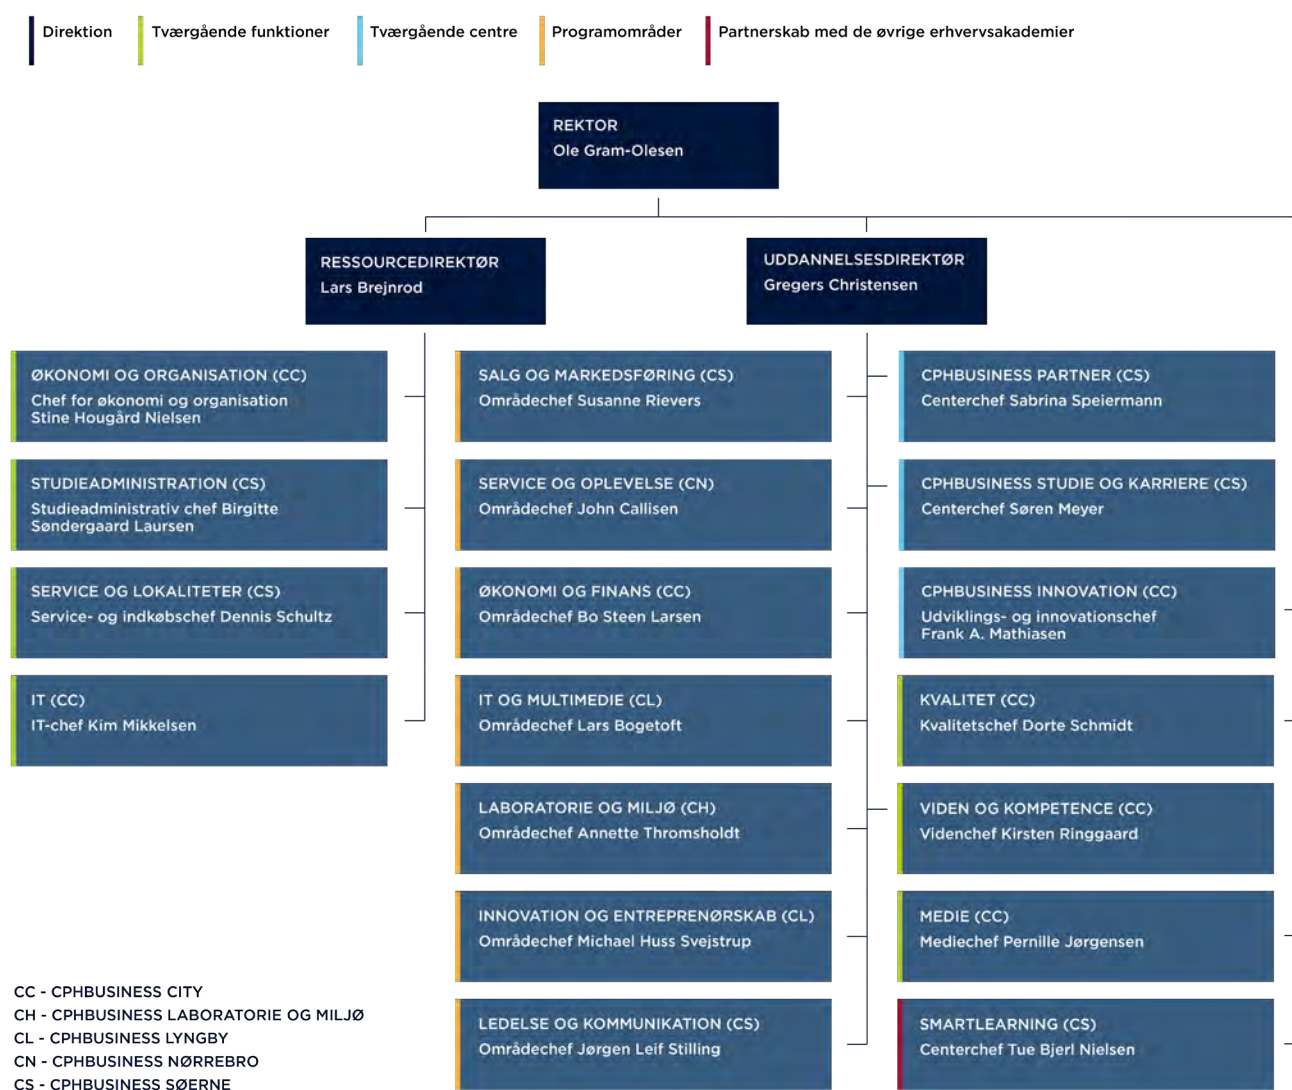 Direktion
Tværgående funktioner
Tværgående centre
Programområder
Partnerskab med de øvrige erhvervsakademier
REKTOR
Ole Gram-Olesen
RESSOURCEDIREKTØR
Lars Brejnrod
UDDANNELSESDIREKTØR
Gregers Christensen
ØKONOMI OG ORGANISATION (CC)
Chef for økonomi og organisation
Stine Hougård Nielsen
STUDIEADMINISTRATION (CS)
Studieadministrativ chef Birgitte
Søndergaard Laursen
SERVICE OG LOKALITETER (CS)
Service- og indkøbschef Dennis Schultz
IT (CC)
IT-chef Kim Mikkelsen
SALG OG MARKEDSFØRING (CS)
Områdechef Susanne Rievers
SERVICE OG OPLEVELSE (CN)
Områdechef John Callisen
ØKONOMI OG FINANS (CC)
Områdechef Bo Steen Larsen
IT OG MULTIMEDIE (CL)
Områdechef Lars Bogetoft
LABORATORIE OG MILJØ (CH)
Områdechef Annette Thromsholdt
INNOVATION OG ENTREPRENØRSKAB (CL)
Områdechef Michael Huss Svejstrup
LEDELSE OG KOMMUNIKATION (CS)
Områdechef Jørgen Leif Stilling
CPHBUSINESS PARTNER (CS)
Centerchef Sabrina Speiermann
CPHBUSINESS STUDIE OG KARRIERE (CS)
Centerchef Søren Meyer
CPHBUSINESS INNOVATION (CC)
Udviklings- og innovationschef
Frank A. Mathiasen
KVALITET (CC)
Kvalitetschef Dorte Schmidt
VIDEN OG KOMPETENCE (CC)
Videnchef Kirsten Ringgaard
MEDIE (CC)
Mediechef Pernille Jørgensen
SMARTLEARNING (CS)
Centerchef Tue Bjerl Nielsen
CC - CPHBUSINESS CITY
CH - CPHBUSINESS LABORATORIE OG MILJØ
CL - CPHBUSINESS LYNGBY
CN - CPHBUSINESS NØRREBRO
CS - CPHBUSINESS SØERNE